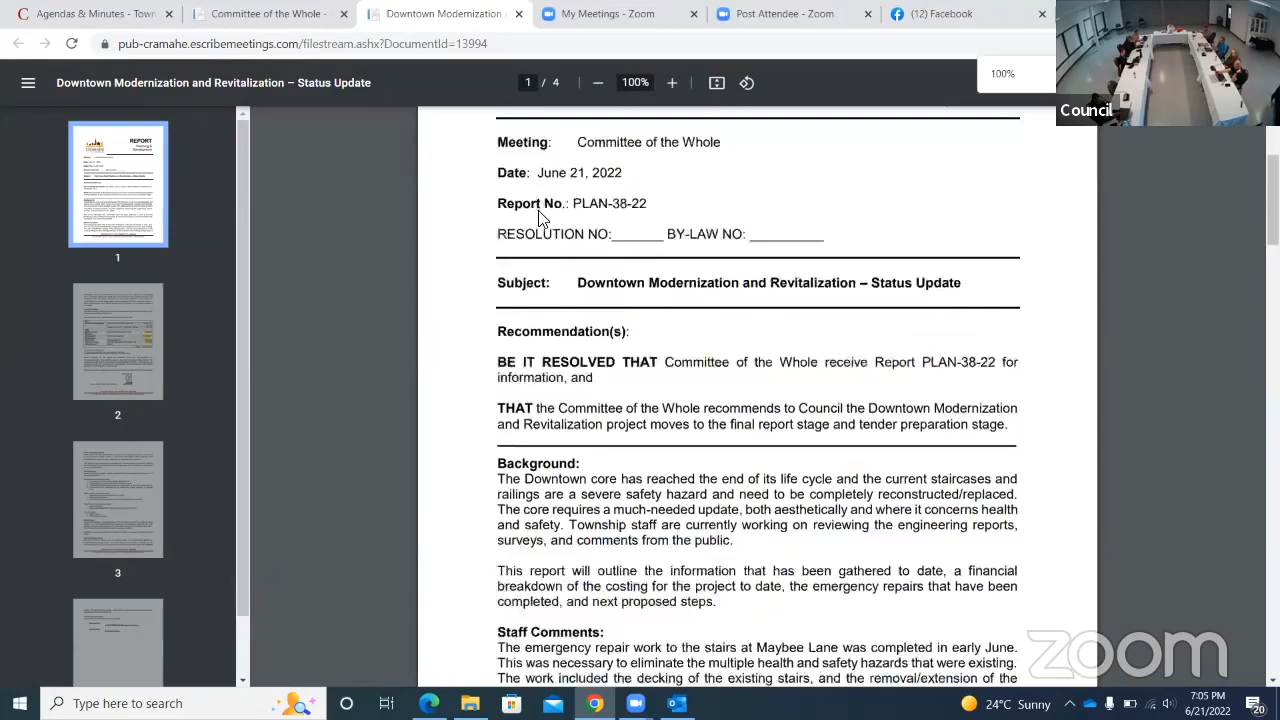 Committee of the Whole - Ju
Downtown Modernization a
My Meetings - Zoom
Post Attendee - Zoom
(12) Facebook
pub-cramahe.escribemeetings.com/filestream.ashx?DocumentId=13994
Downtown Modernization and Revitalization – Status Update
1 / 4
100%
100%
Council
REPORT
1
2
3
Meeting: Committee of the Whole
Date: June 21, 2022
Report No.: PLAN-38-22
RESOLUTION NO:_______ BY-LAW NO: __________
Subject: Downtown Modernization and Revitalization – Status Update
Recommendation(s):
BE IT RESOLVED THAT Committee of the Whole receive Report PLAN-38-22 for
information, and
THAT the Committee of the Whole recommends to Council the Downtown Modernization
and Revitalization project moves to the final report stage and tender preparation stage.
Background:
The Downtown core has reached the end of its life cycle and the current staircases and
railings are a severe safety hazard and need to be completely reconstructed/replaced.
The core requires a much-needed update, both aesthetically and where it concerns health
and safety. Township staff are currently working on reviewing the engineering reports,
surveys, and comments from the public.
This report will outline the information that has been gathered to date, a financial
breakdown of the costing for the project to date, the emergency repairs that have been
completed, and next proposed steps.
Staff Comments:
The emergency repair work to the stairs at Maybee Lane was completed in early June.
This was necessary to eliminate the multiple health and safety hazards that were existing.
The work included the decking of the existing stairs, and the removal/extension of the
zoom
Type here to search
24°C Sunny
7:05 PM
6/21/2022
20